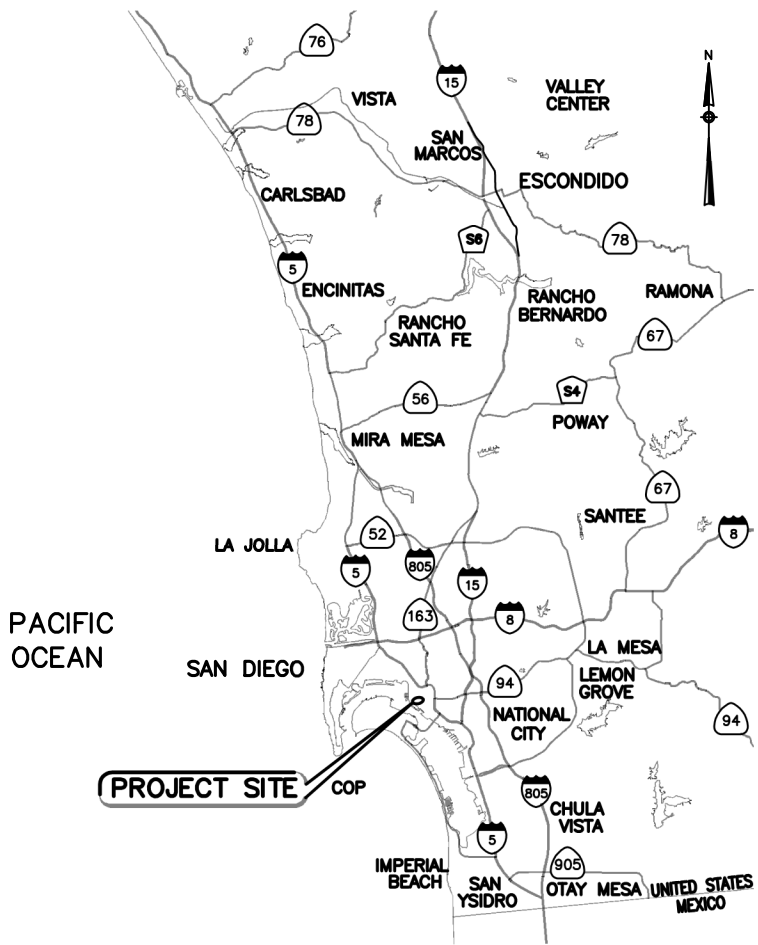 76
15
N
VALLEY
CENTER
VISTA
78
SAN
MARCOS
ESCONDIDO
CARLSBAD
S6
78
5
ENCINITAS
RANCHO
BERNARDO
RAMONA
RANCHO
SANTA FE
67
S4
56
POWAY
MIRA MESA
67
SANTEE
8
52
LA JOLLA
805
5
15
163
8
PACIFIC
OCEAN
LA MESA
SAN DIEGO
LEMON
GROVE
94
NATIONAL
CITY
94
PROJECT SITE
COP
805
CHULA
VISTA
5
905
IMPERIAL
BEACH
SAN
YSIDRO
OTAY MESA
UNITED STATES
MEXICO